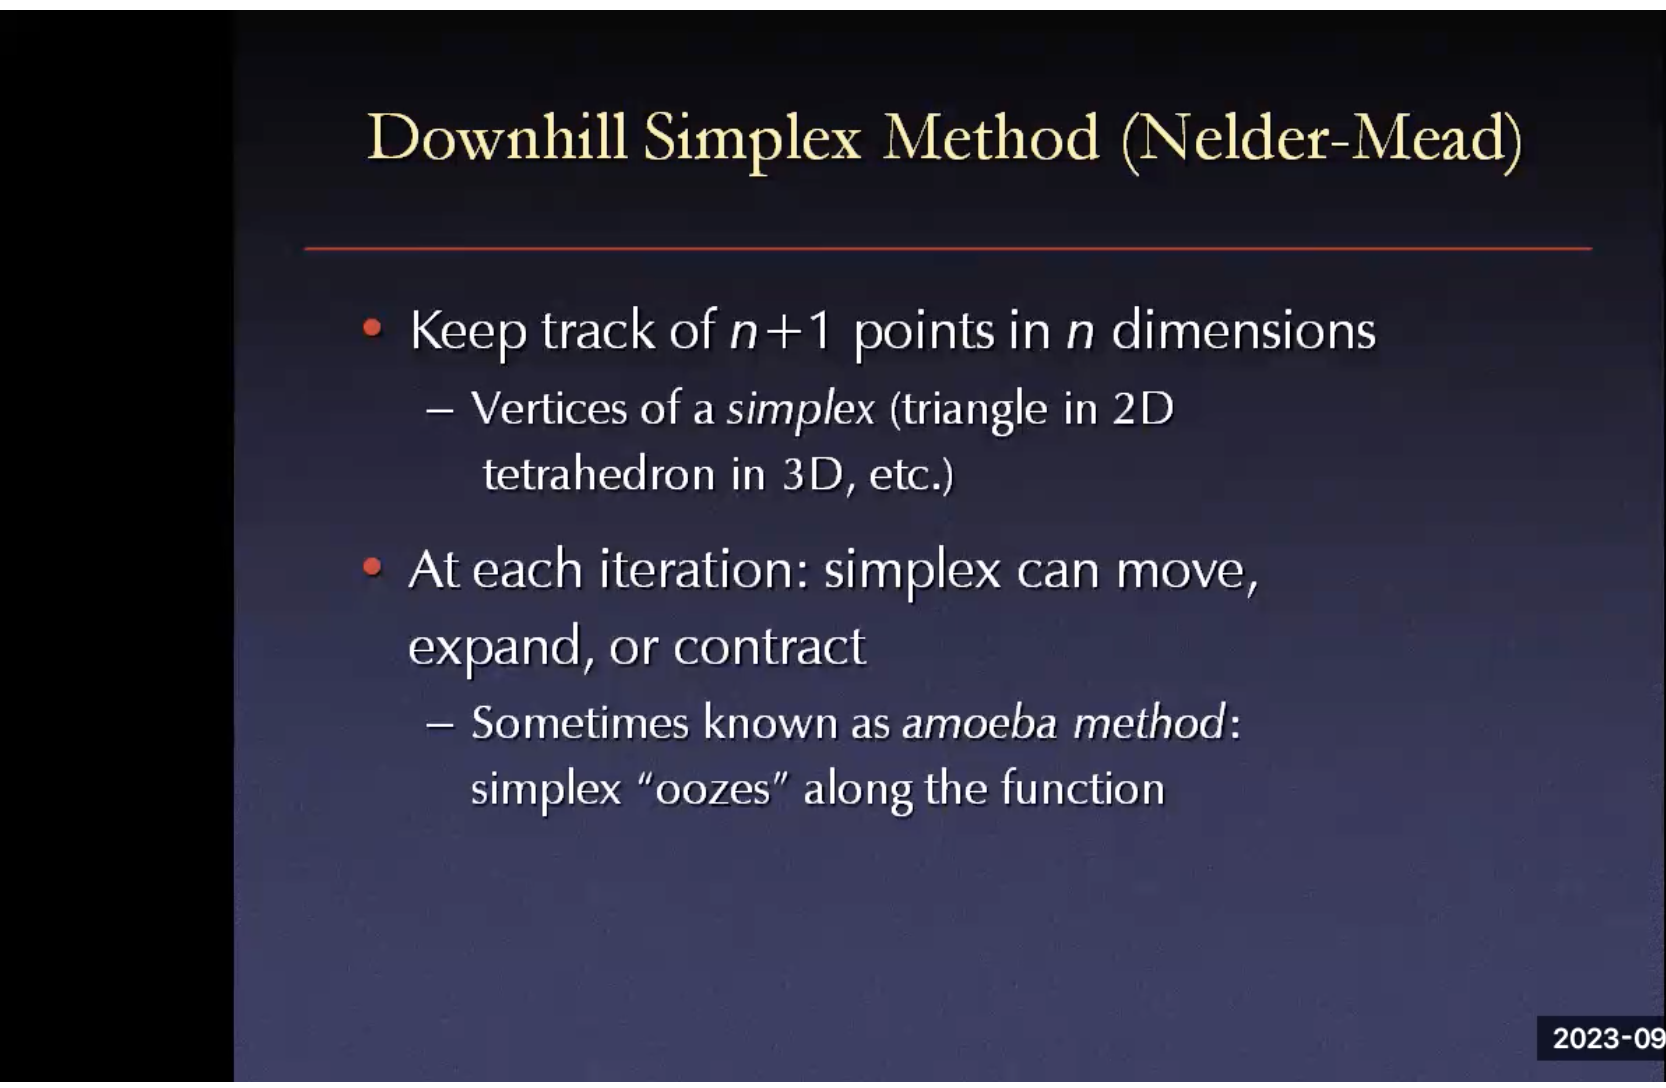 Downhill Simplex Method (Nelder-Mead)
• Keep track of n+1 points in n dimensions
– Vertices of a simplex (triangle in 2D
tetrahedron in 3D, etc.)
• At each iteration: simplex can move,
expand, or contract
– Sometimes known as amoeba method:
simplex “oozes” along the function
2023-09